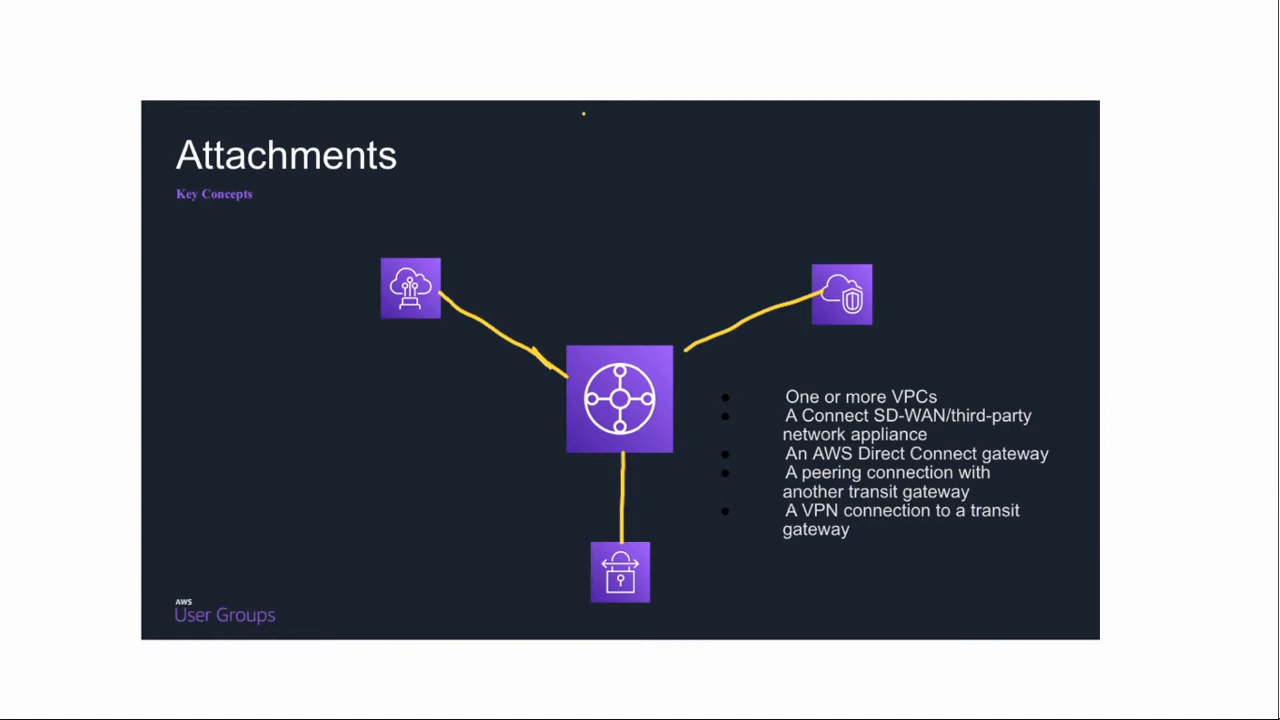 Attachments
Key Concepts
One or more VPCs
A Connect SD-WAN/third-party
network appliance
An AWS Direct Connect gateway
A peering connection with
another transit gateway
A VPN connection to a transit
gateway
AWS
User Groups